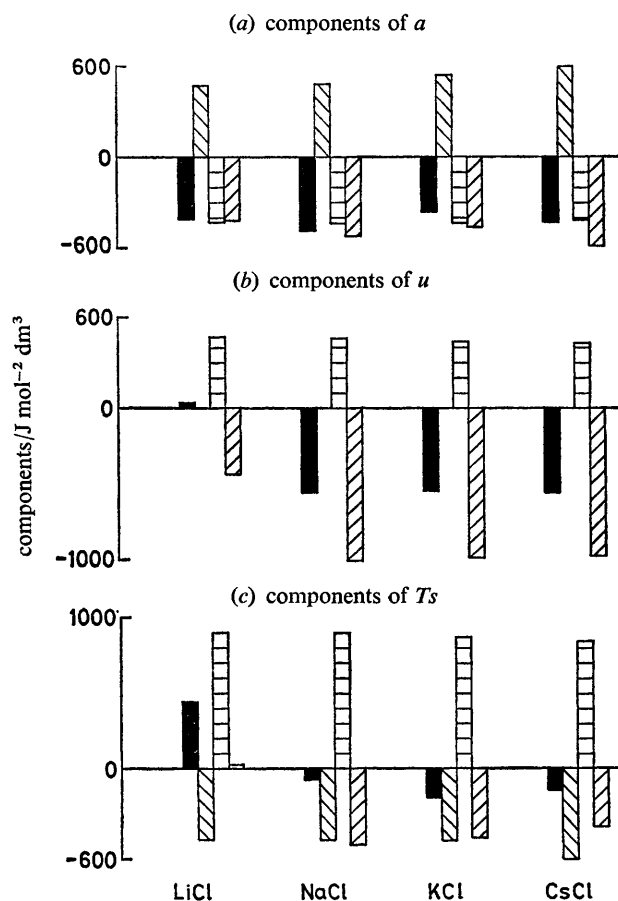 (a) components of a
600
0
-600
(b) components of u
600
0
-1000
components/J mol⁻² dm³
(c) components of Ts
1000
0
-600
LiCl NaCl KCl CsCl